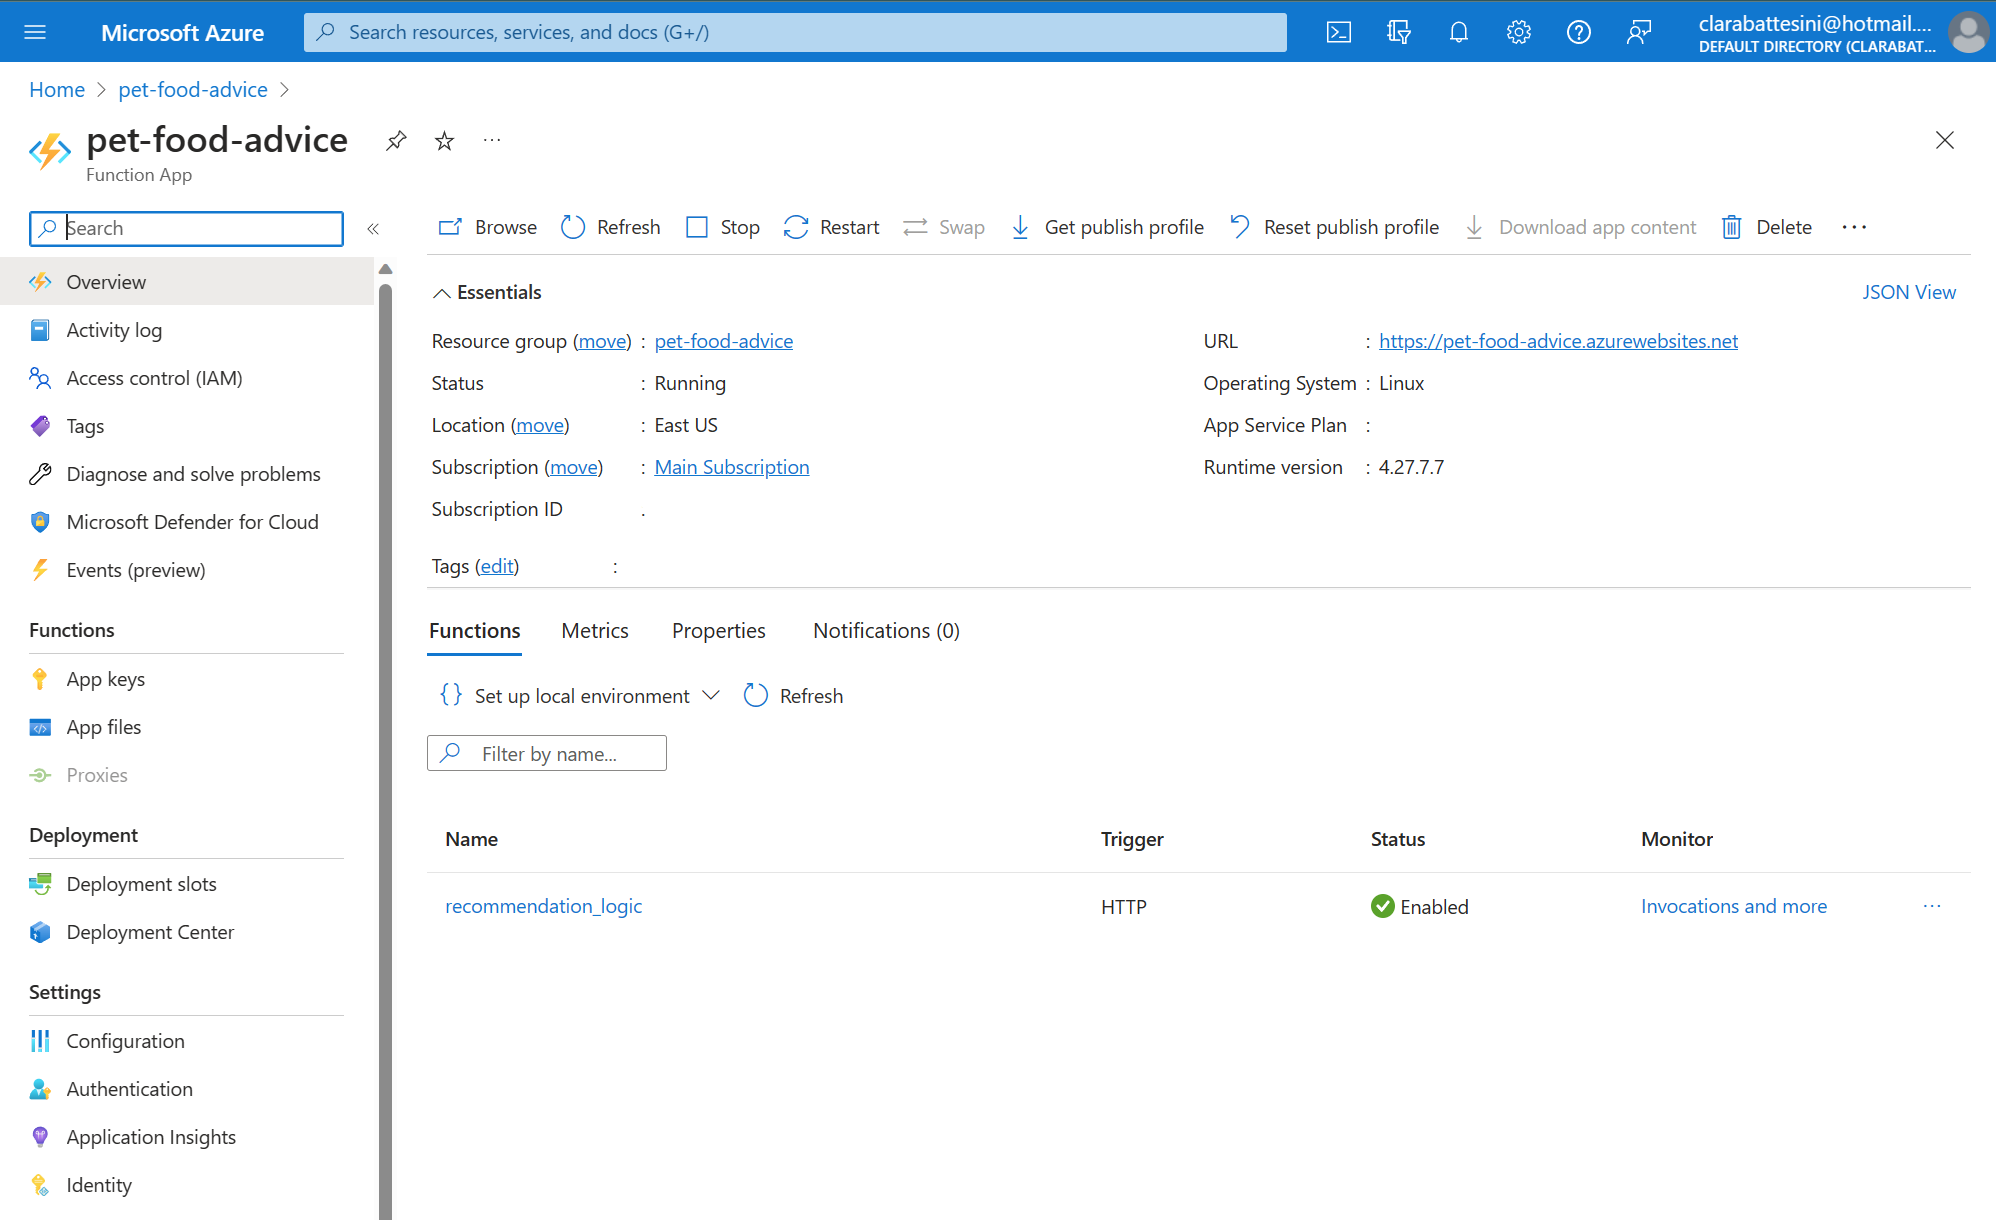 Microsoft Azure
Search resources, services, and docs (G+/)
clarabattesini@hotmail....
DEFAULT DIRECTORY (CLARABAT...
Home > pet-food-advice >
pet-food-advice
Function App
Search
«
Browse
Refresh
Stop
Restart
Swap
Get publish profile
Reset publish profile
Download app content
Delete
Overview
Activity log
Access control (IAM)
Tags
Diagnose and solve problems
Microsoft Defender for Cloud
Events (preview)
Functions
App keys
App files
Proxies
Deployment
Deployment slots
Deployment Center
Settings
Configuration
Authentication
Application Insights
Identity
Essentials
JSON View
Resource group (move) : pet-food-advice
Status : Running
Location (move) : East US
Subscription (move) : Main Subscription
Subscription ID .
Tags (edit) :
URL : https://pet-food-advice.azurewebsites.net
Operating System : Linux
App Service Plan :
Runtime version : 4.27.7.7
Functions
Metrics
Properties
Notifications (0)
{} Set up local environment
Refresh
Filter by name...
Name Trigger Status Monitor
recommendation_logic HTTP Enabled Invocations and more ...